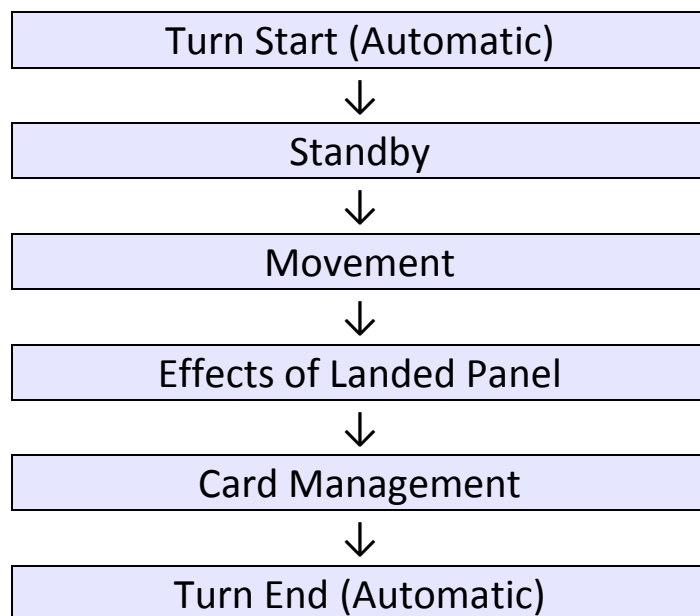 Turn Start (Automatic)
↓
Standby
↓
Movement
↓
Effects of Landed Panel
↓
Card Management
↓
Turn End (Automatic)